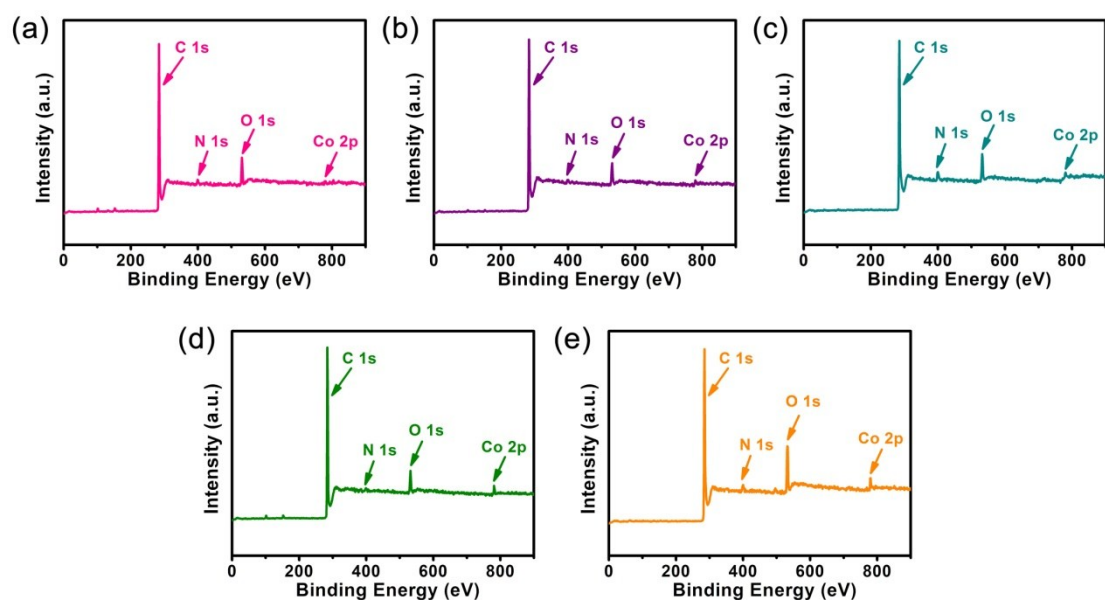 (a)
C 1s
N 1s
O 1s
Co 2p
Intensity (a.u.)
0 200 400 600 800
Binding Energy (eV)
(b)
C 1s
N 1s
O 1s
Co 2p
Intensity (a.u.)
0 200 400 600 800
Binding Energy (eV)
(c)
C 1s
N 1s
O 1s
Co 2p
Intensity (a.u.)
0 200 400 600 800
Binding Energy (eV)
(d)
C 1s
N 1s
O 1s
Co 2p
Intensity (a.u.)
0 200 400 600 800
Binding Energy (eV)
(e)
C 1s
N 1s
O 1s
Co 2p
Intensity (a.u.)
0 200 400 600 800
Binding Energy (eV)